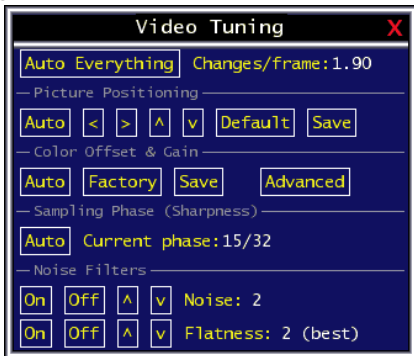 Video Tuning X
Auto Everything Changes/frame:1.90
Picture Positioning
Auto < > ^ v Default Save
Color Offset & Gain
Auto Factory Save Advanced
Sampling Phase (Sharpness)
Auto Current phase:15/32
Noise Filters
On Off ^ v Noise: 2
On Off ^ v Flatness: 2 (best)